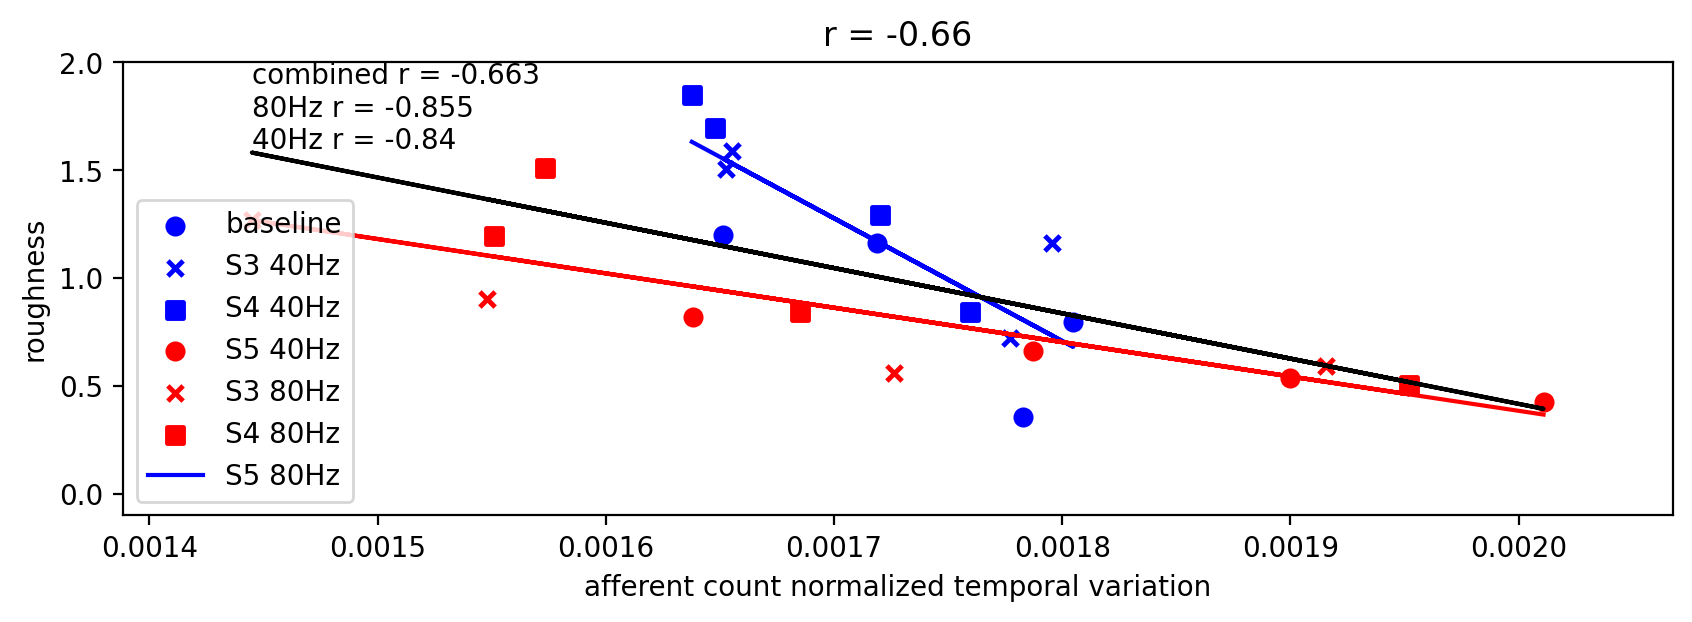 r = -0.66
combined r = -0.663
80Hz r = -0.855
40Hz r = -0.84
2.0
1.5
1.0
0.5
0.0
roughness
baseline
S3 40Hz
S4 40Hz
S5 40Hz
S3 80Hz
S4 80Hz
S5 80Hz
0.0014 0.0015 0.0016 0.0017 0.0018 0.0019 0.0020
afferent count normalized temporal variation